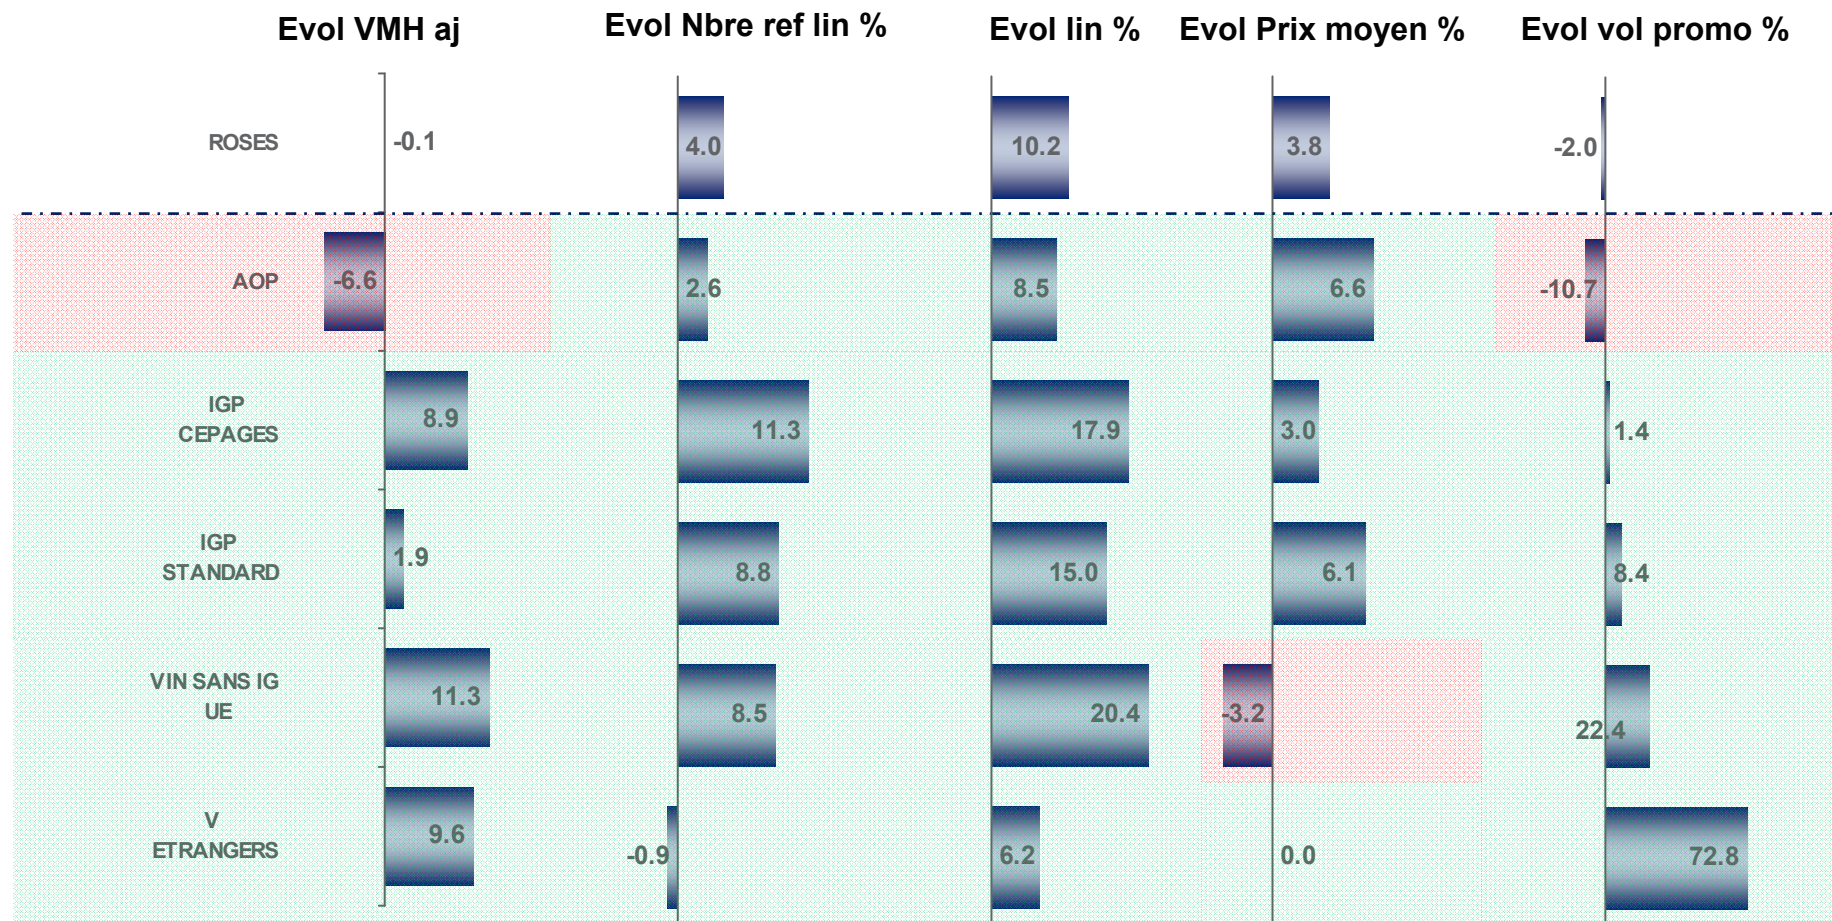 Evol VMH aj
Evol Nbre ref lin %
Evol lin %
Evol Prix moyen %
Evol vol promo %
ROSES
-0.1
4.0
10.2
3.8
-2.0
AOP
-6.6
2.6
8.5
6.6
-10.7
IGP
CEPAGES
8.9
11.3
17.9
3.0
1.4
IGP
STANDARD
1.9
8.8
15.0
6.1
8.4
VIN SANS IG
UE
11.3
8.5
20.4
-3.2
22.4
V
ETRANGERS
9.6
-0.9
6.2
0.0
72.8